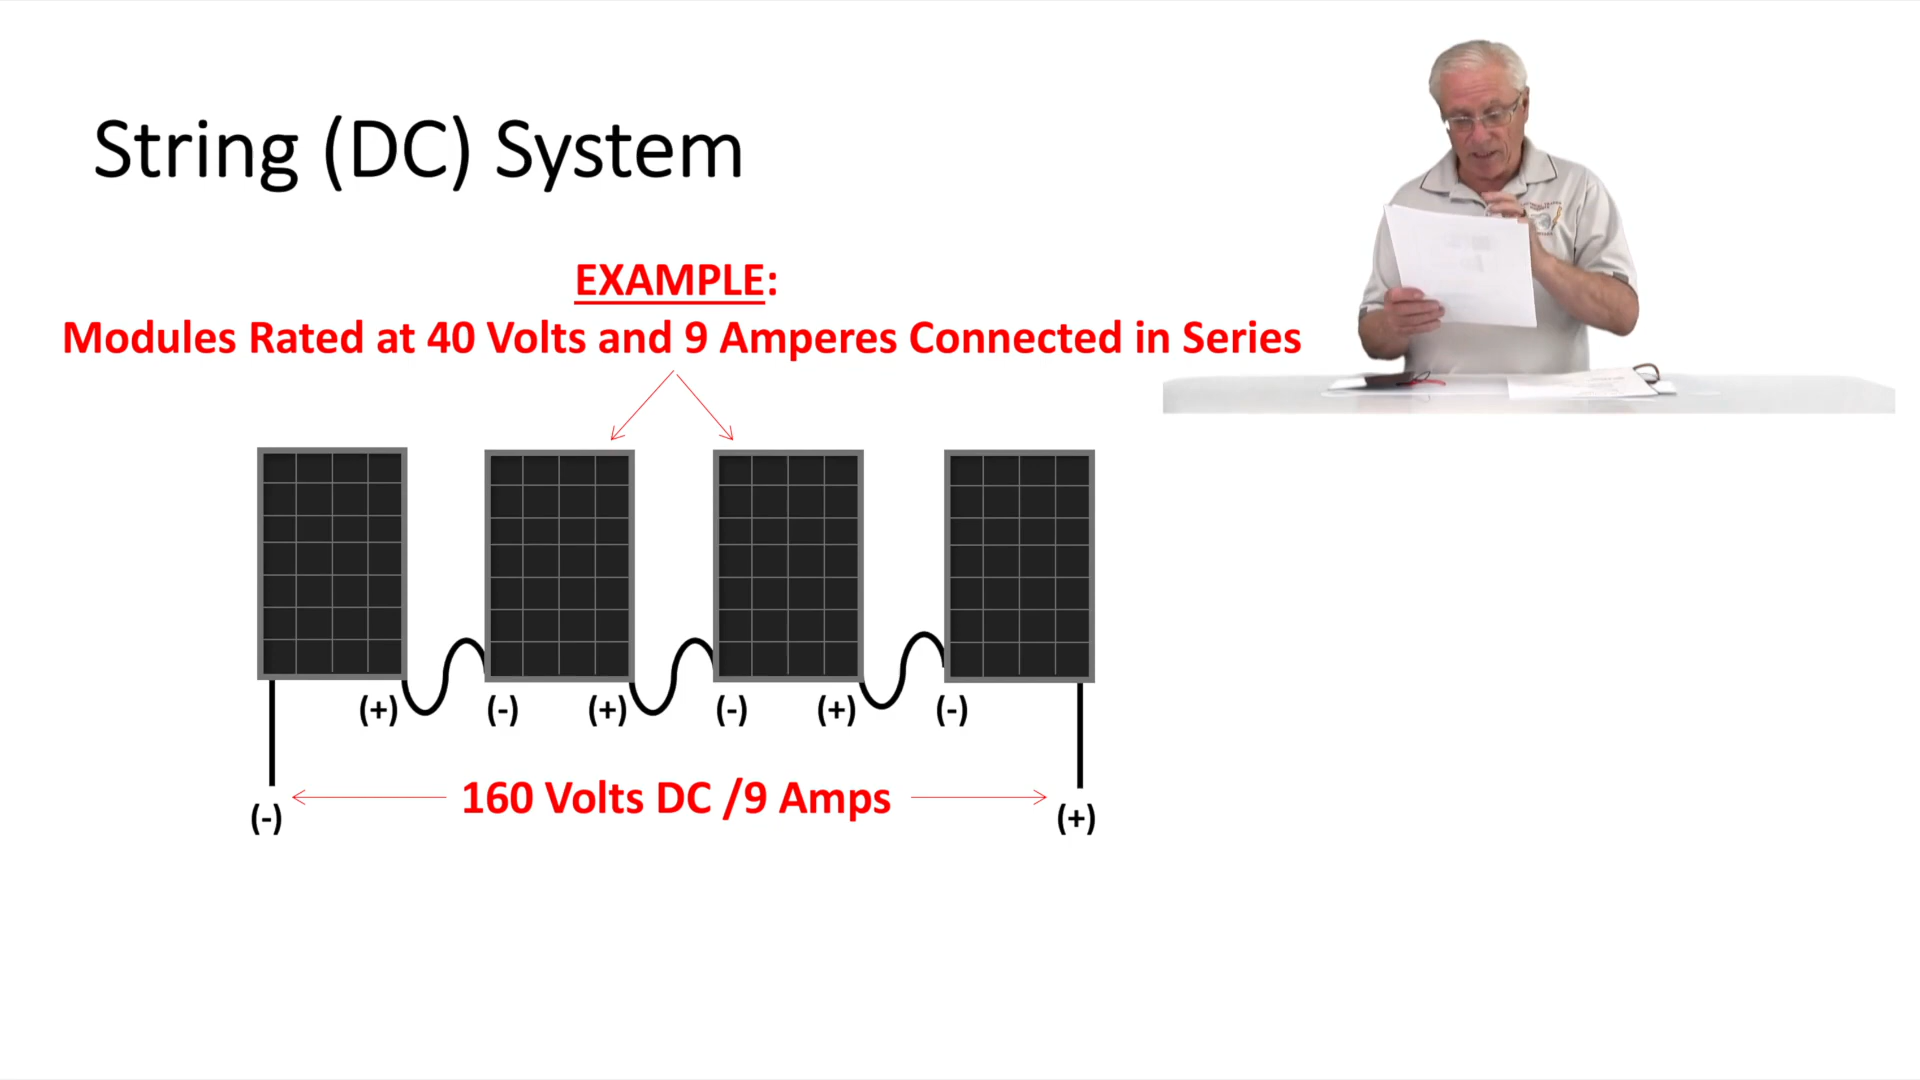 String (DC) System
EXAMPLE:
Modules Rated at 40 Volts and 9 Amperes Connected in Series
(+) (-) (+) (-) (+) (-)
160 Volts DC /9 Amps
(-) (+)